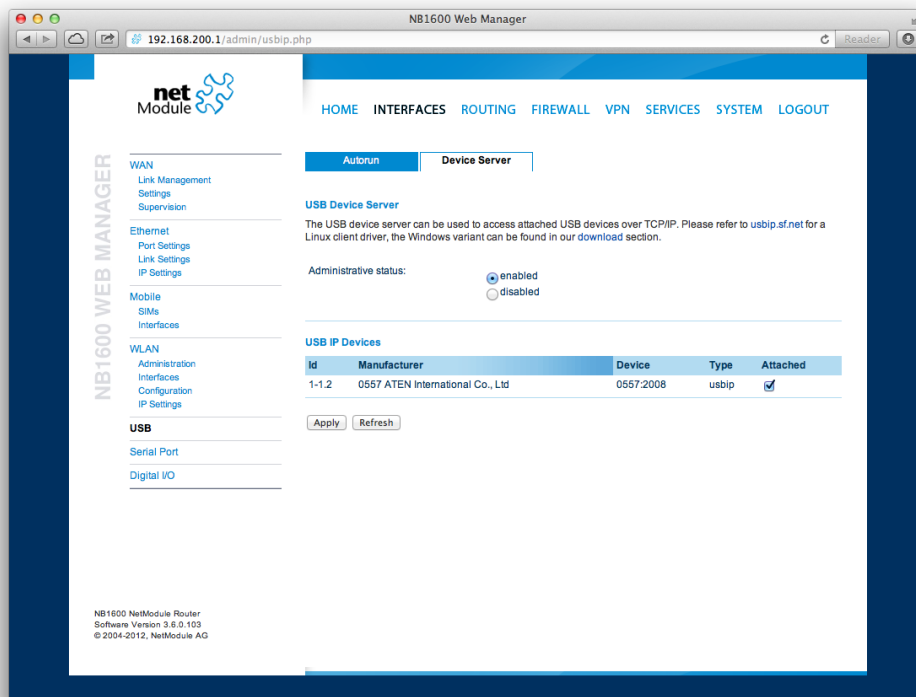 NB1600 Web Manager
192.168.200.1/admin/usbip.php
Reader
net
Module
HOME INTERFACES ROUTING FIREWALL VPN SERVICES SYSTEM LOGOUT
NB1600 WEB MANAGER
WAN
Link Management
Settings
Supervision
Ethernet
Port Settings
Link Settings
IP Settings
Mobile
SIMs
Interfaces
WLAN
Administration
Interfaces
Configuration
IP Settings
USB
Serial Port
Digital I/O
Autorun Device Server
USB Device Server
The USB device server can be used to access attached USB devices over TCP/IP. Please refer to usbip.sf.net for a
Linux client driver, the Windows variant can be found in our download section.
Administrative status:
enabled
disabled
USB IP Devices
Id Manufacturer Device Type Attached
1-1.2 0557 ATEN International Co., Ltd 0557:2008 usbip
Apply Refresh
NB1600 NetModule Router
Software Version 3.6.0.103
© 2004-2012, NetModule AG